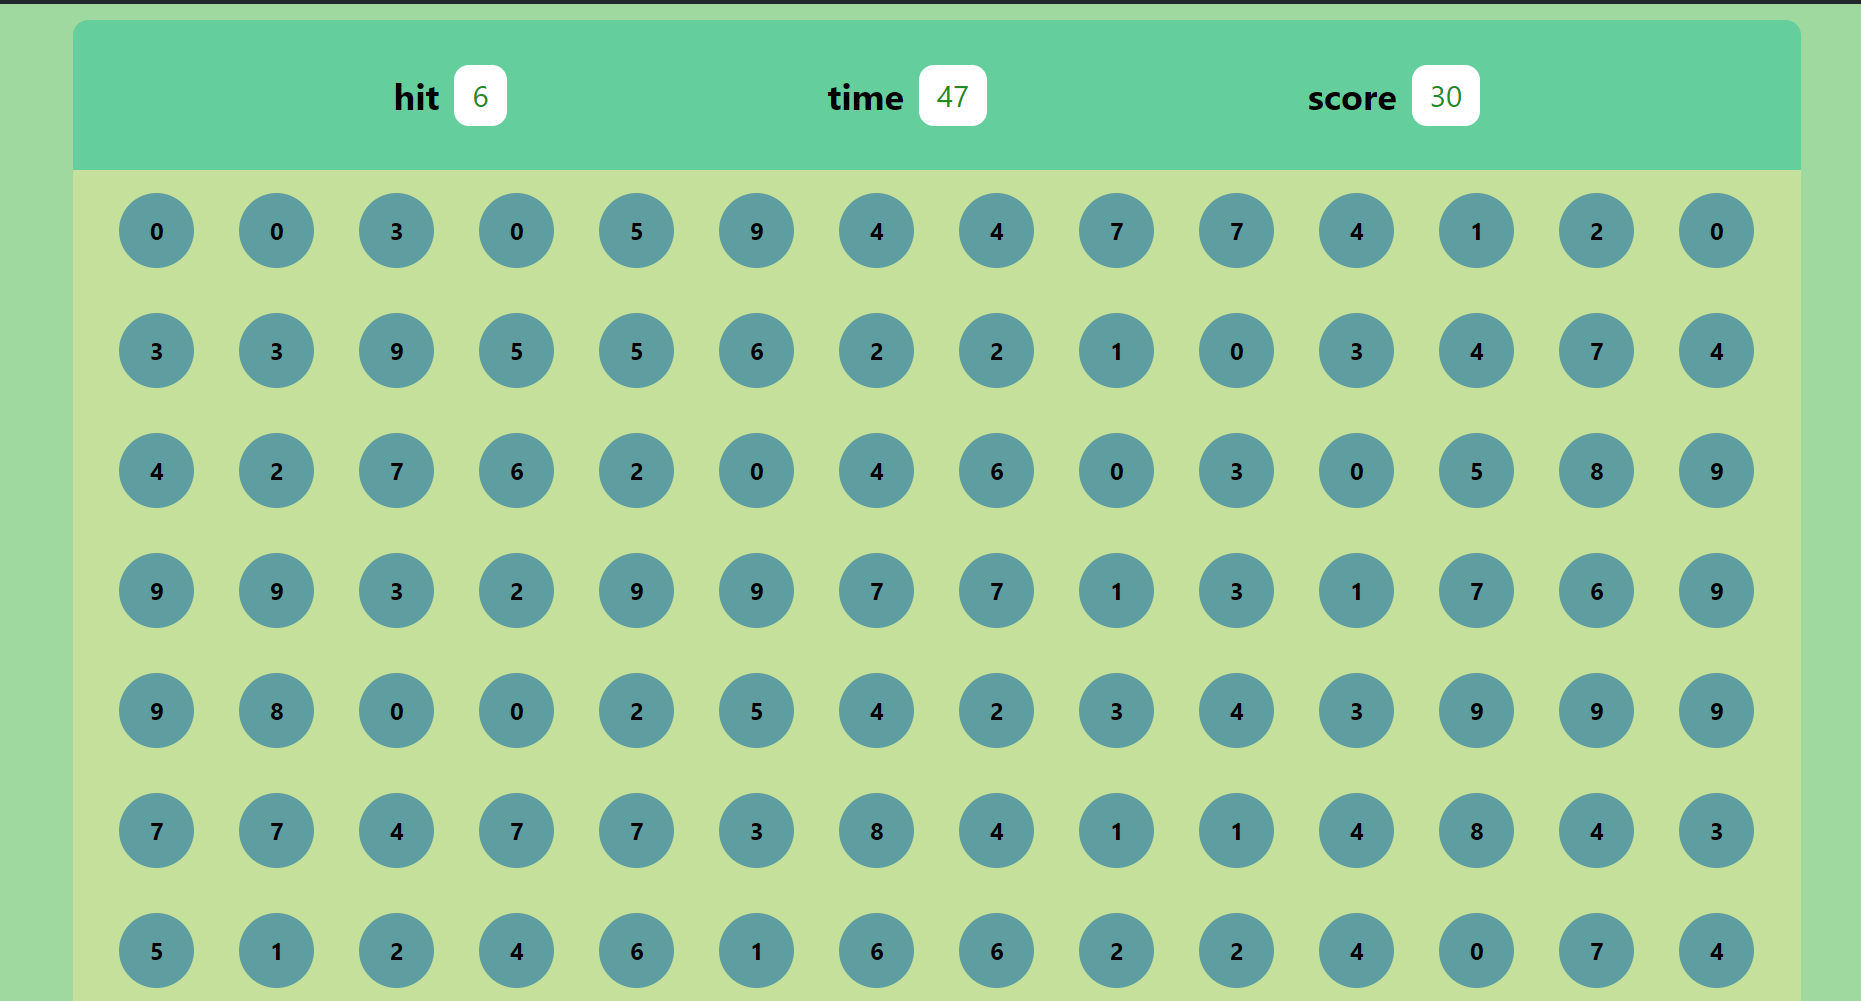 hit 6 time 47 score 30
0 0 3 0 5 9 4 4 7 7 4 1 2 0
3 3 9 5 5 6 2 2 1 0 3 4 7 4
4 2 7 6 2 0 4 6 0 3 0 5 8 9
9 9 3 2 9 9 7 7 1 3 1 7 6 9
9 8 0 0 2 5 4 2 3 4 3 9 9 9
7 7 4 7 7 3 8 4 1 1 4 8 4 3
5 1 2 4 6 1 6 6 2 2 4 0 7 4